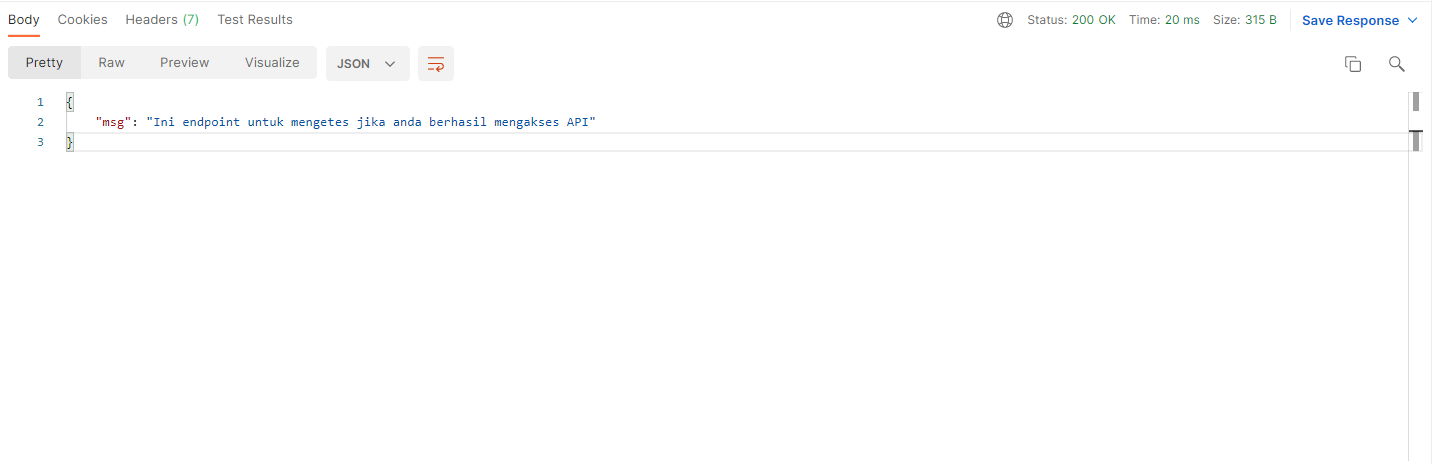 Body Cookies Headers (7) Test Results Status: 200 OK Time: 20 ms Size: 315 B Save Response
Pretty Raw Preview Visualize JSON
1 {
2 "msg": "Ini endpoint untuk mengetes jika anda berhasil mengakses API"
3 }